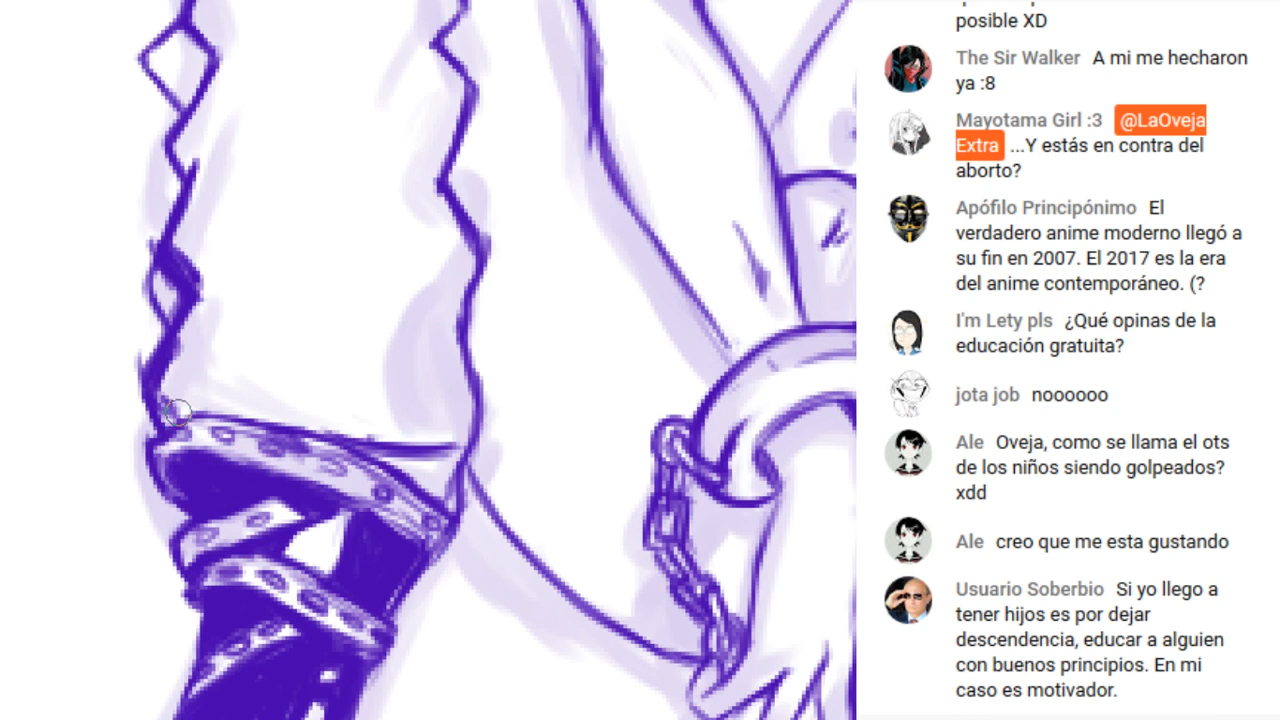 posible XD
The Sir Walker A mi me hecharon
ya :8
Mayotama Girl :3 @LaOveja
Extra ...Y estás en contra del
aborto?
Apófilo Principónimo El
verdadero anime moderno llegó a
su fin en 2007. El 2017 es la era
del anime contemporáneo. (?
I'm Lety pls ¿Qué opinas de la
educación gratuita?
jota job noooooo
Ale Oveja, como se llama el ots
de los niños siendo golpeados?
xdd
Ale creo que me esta gustando
Usuario Soberbio Si yo llego a
tener hijos es por dejar
descendencia, educar a alguien
con buenos principios. En mi
caso es motivador.